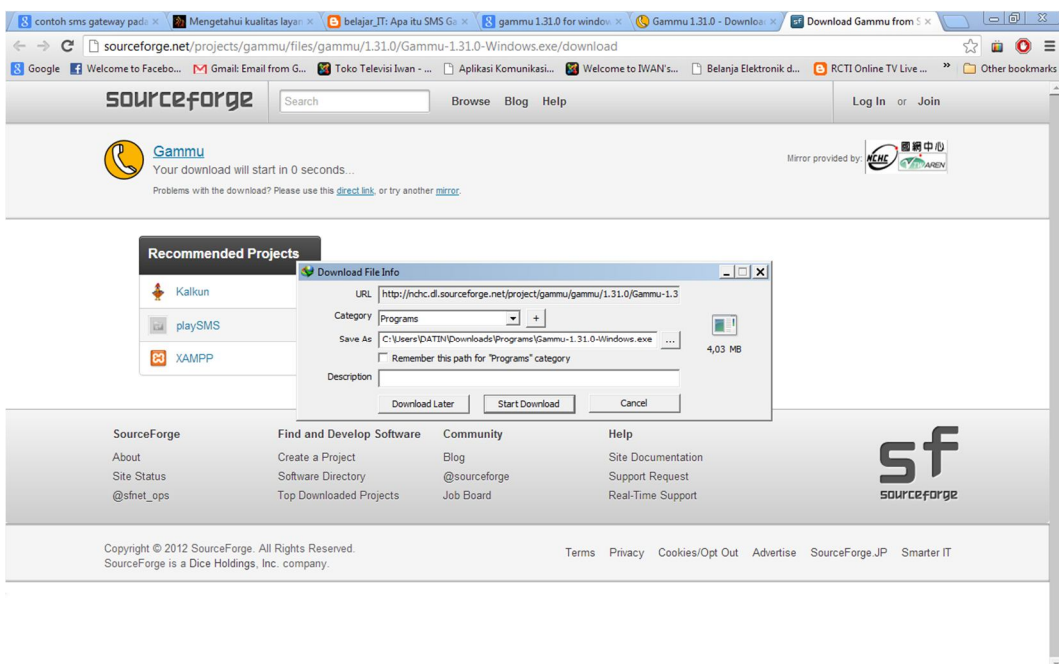 contoh sms gateway pada
Mengetahui kualitas layan
belajar_IT: Apa itu SMS Ga
gammu 1.31.0 for window
Gammu 1.31.0 - Downloa
Download Gammu from S
sourceforge.net/projects/gammu/files/gammu/1.31.0/Gammu-1.31.0-Windows.exe/download
Google
Welcome to Facebo...
Gmail: Email from G...
Toko Televisi Iwan - ...
Aplikasi Komunikasi...
Welcome to IWAN's...
Belanja Elektronik d...
RCTI Online TV Live ...
Other bookmarks
sourceforge
Search
Browse Blog Help
Log In or Join
Gammu
Your download will start in 0 seconds...
Problems with the download? Please use this direct link, or try another mirror.
Mirror provided by:
NCHC
國網中心
AREN
Recommended Projects
Kalkun
playSMS
XAMPP
Download File Info
URL http://nchc.dl.sourceforge.net/project/gammu/gammu/1.31.0/Gammu-1.3
Category Programs
+
Save As C:\Users\DATIN\Downloads\Programs\Gammu-1.31.0-Windows.exe ...
4,03 MB
Remember this path for "Programs" category
Description
Download Later Start Download Cancel
SourceForge Find and Develop Software Community Help
About Create a Project Blog Site Documentation
Site Status Software Directory @sourceforge Support Request
@sfnet_ops Top Downloaded Projects Job Board Real-Time Support
sf
sourceforge
Copyright © 2012 SourceForge. All Rights Reserved.
SourceForge is a Dice Holdings, Inc. company.
Terms Privacy Cookies/Opt Out Advertise SourceForge.JP Smarter IT